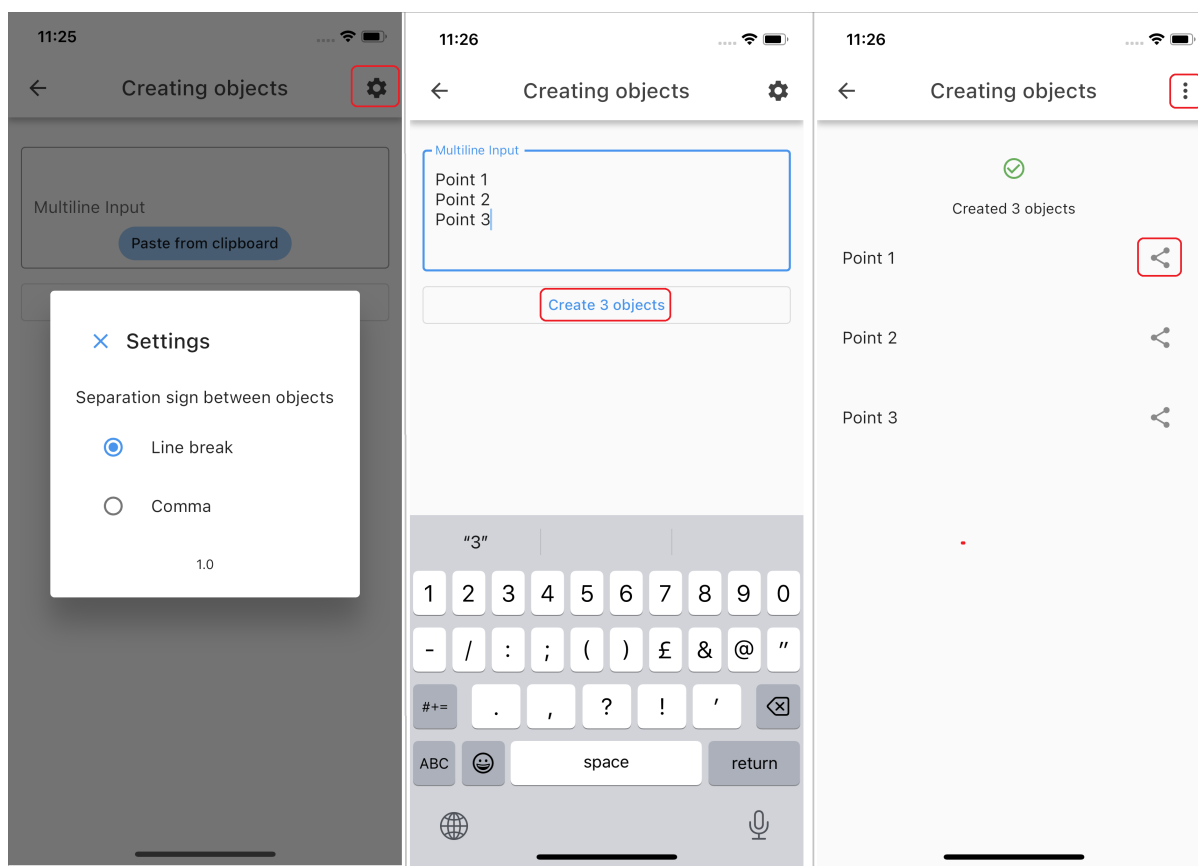 11:25
Creating objects
Multiline Input
Paste from clipboard
Settings
Separation sign between objects
Line break
Comma
1.0
11:26
Creating objects
Multiline Input
Point 1
Point 2
Point 3
Create 3 objects
“3”
1 2 3 4 5 6 7 8 9 0
- / : ; ( ) £ & @ "
#+= . , ? ! '
ABC space return
11:26
Creating objects
Created 3 objects
Point 1
Point 2
Point 3